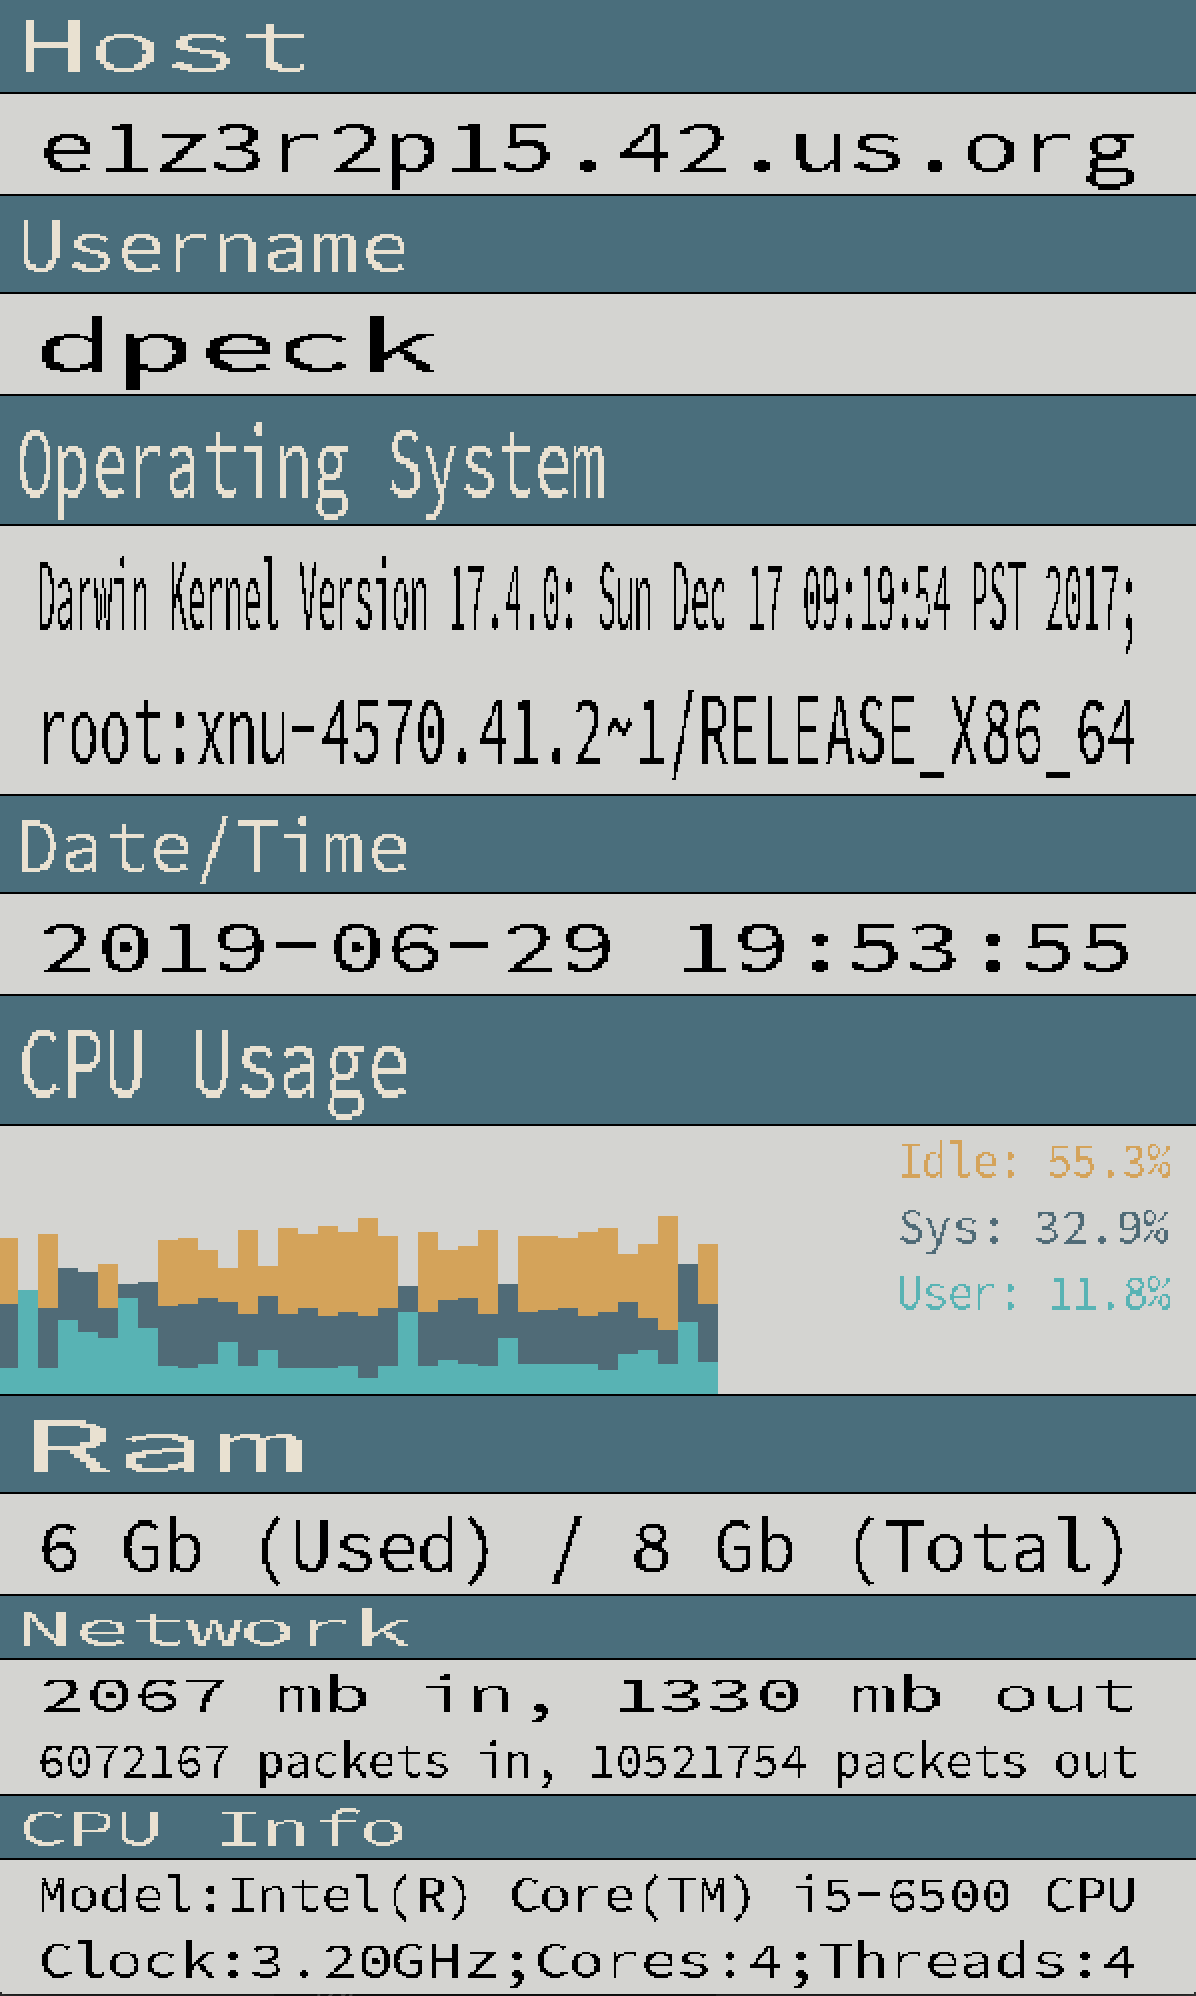 Host
e1z3r2p15.42.us.org
Username
dpeck
Operating System
Darwin Kernel Version 17.4.0: Sun Dec 17 09:19:54 PST 2017;
root:xnu-4570.41.2~1/RELEASE_X86_64
Date/Time
2019-06-29 19:53:55
CPU Usage
Idle: 55.3%
Sys: 32.9%
User: 11.8%
Ram
6 Gb (Used) / 8 Gb (Total)
Network
2067 mb in, 1330 mb out
6072167 packets in, 10521754 packets out
CPU Info
Model:Intel(R) Core(TM) i5-6500 CPU
Clock:3.20GHz;Cores:4;Threads:4